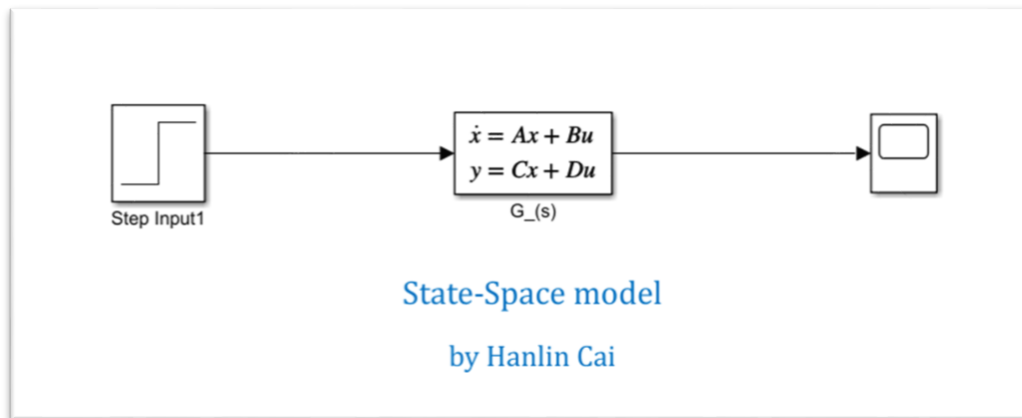 ẋ = Ax + Bu
y = Cx + Du
Step Input1
G_(s)
State-Space model
by Hanlin Cai